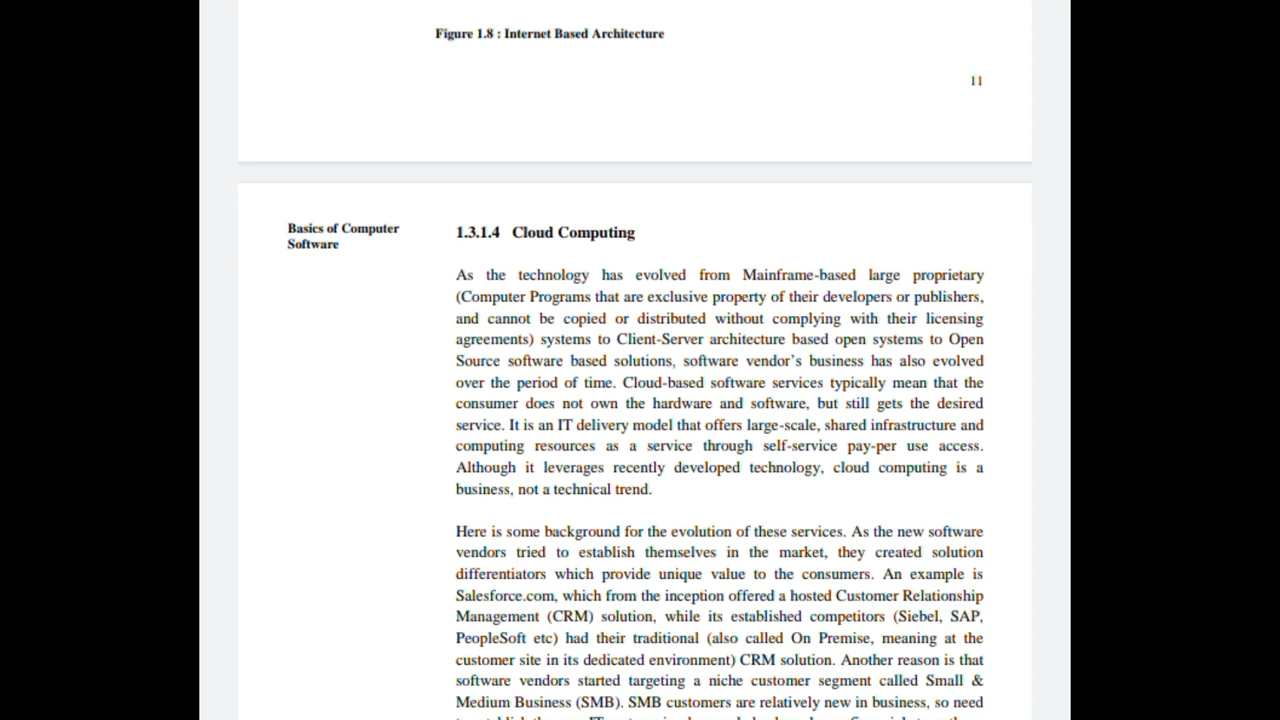 Figure 1.8 : Internet Based Architecture
11
Basics of Computer
Software
1.3.1.4 Cloud Computing
As the technology has evolved from Mainframe-based large proprietary
(Computer Programs that are exclusive property of their developers or publishers,
and cannot be copied or distributed without complying with their licensing
agreements) systems to Client-Server architecture based open systems to Open
Source software based solutions, software vendor's business has also evolved
over the period of time. Cloud-based software services typically mean that the
consumer does not own the hardware and software, but still gets the desired
service. It is an IT delivery model that offers large-scale, shared infrastructure and
computing resources as a service through self-service pay-per use access.
Although it leverages recently developed technology, cloud computing is a
business, not a technical trend.
Here is some background for the evolution of these services. As the new software
vendors tried to establish themselves in the market, they created solution
differentiators which provide unique value to the consumers. An example is
Salesforce.com, which from the inception offered a hosted Customer Relationship
Management (CRM) solution, while its established competitors (Siebel, SAP,
PeopleSoft etc) had their traditional (also called On Premise, meaning at the
customer site in its dedicated environment) CRM solution. Another reason is that
software vendors started targeting a niche customer segment called Small &
Medium Business (SMB). SMB customers are relatively new in business, so need